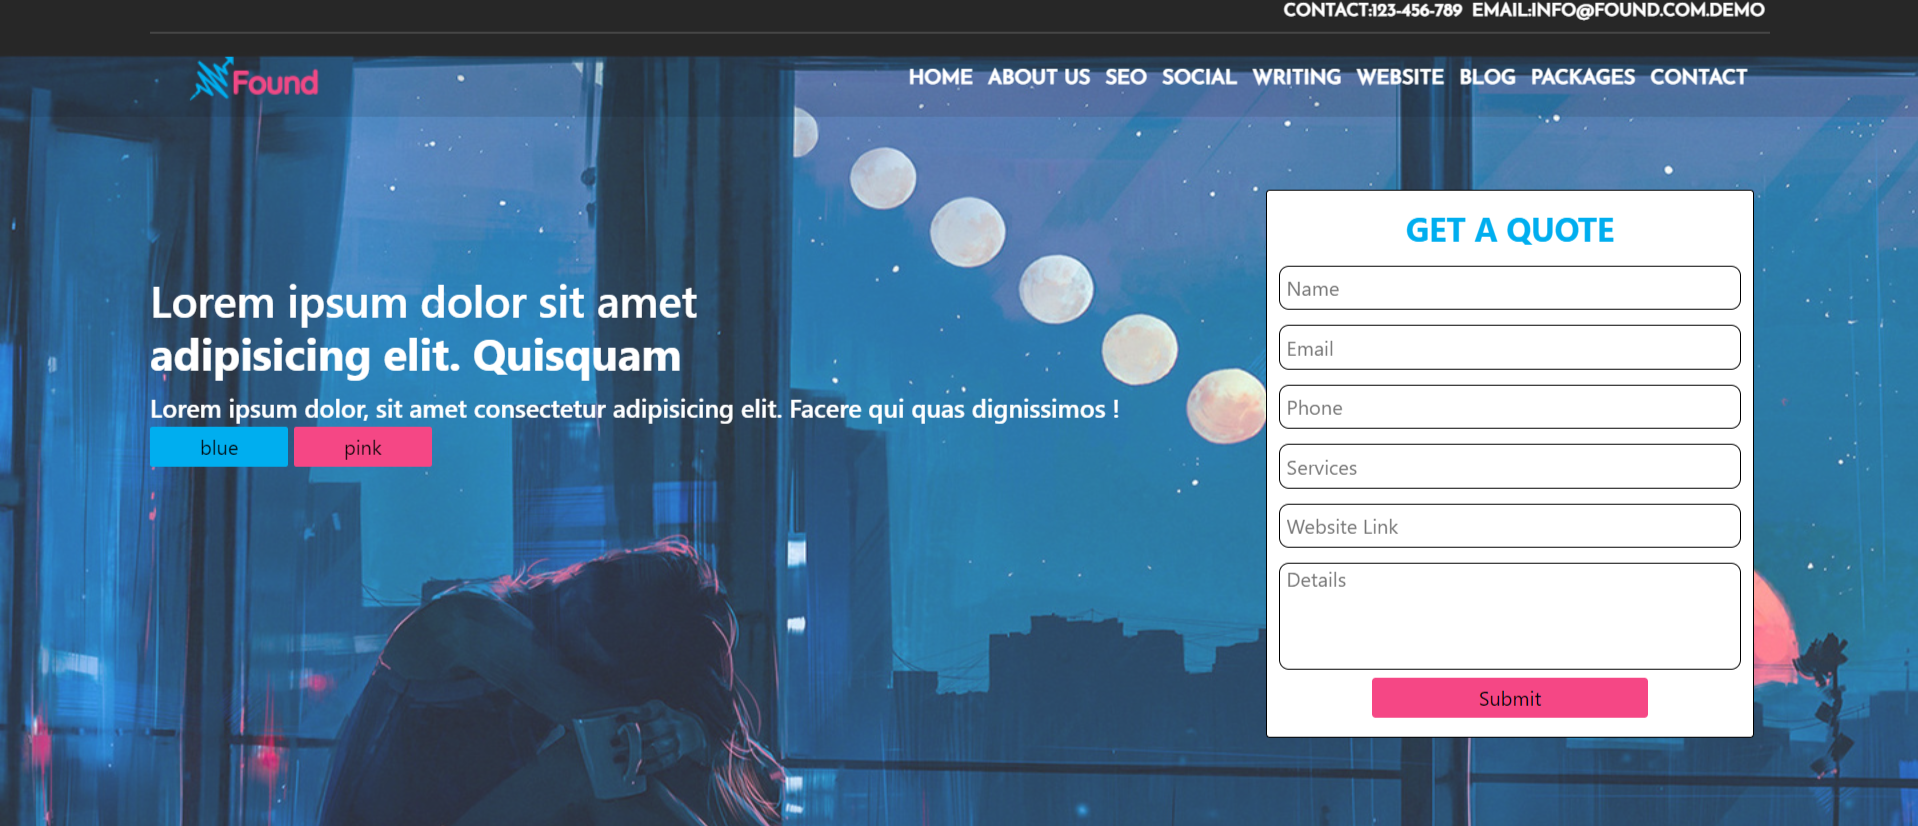 CONTACT:123-456-789 EMAIL:INFO@FOUND.COM.DEMO
Found
HOME ABOUT US SEO SOCIAL WRITING WEBSITE BLOG PACKAGES CONTACT
Lorem ipsum dolor sit amet
adipisicing elit. Quisquam
Lorem ipsum dolor, sit amet consectetur adipisicing elit. Facere qui quas dignissimos !
blue pink
GET A QUOTE
Name
Email
Phone
Services
Website Link
Details
Submit